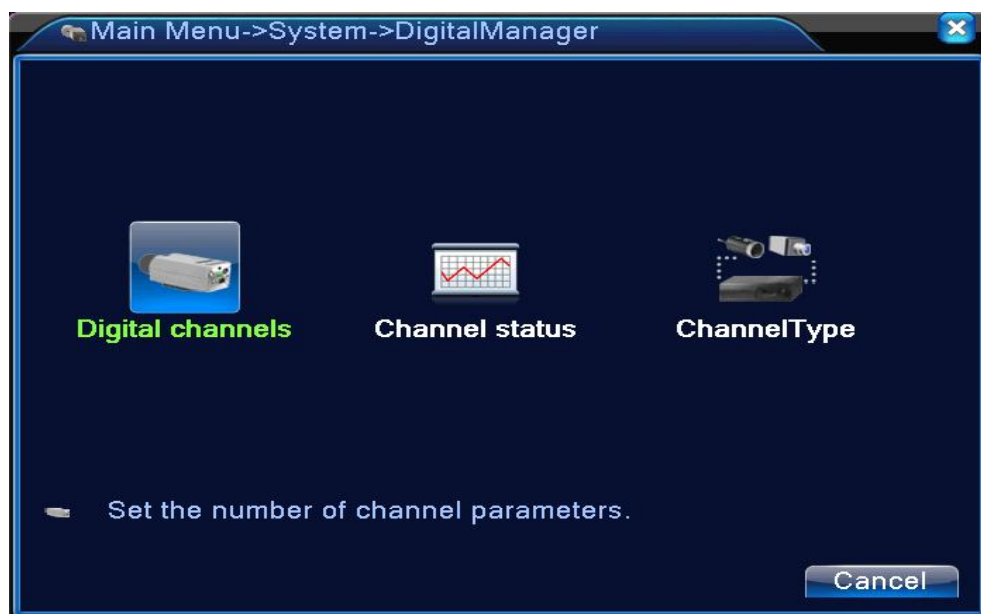 Main Menu->System->DigitalManager
Digital channels
Channel status
ChannelType
Set the number of channel parameters.
Cancel